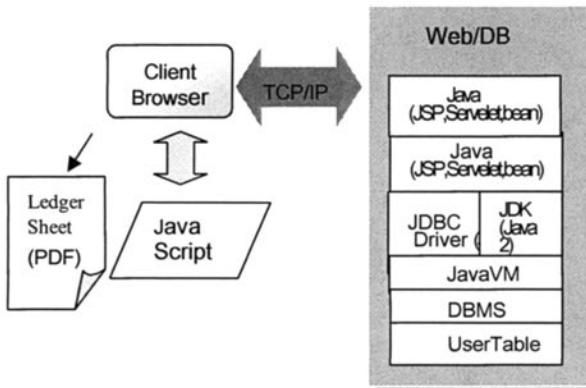 Client
Browser
TCP/IP
Ledger
Sheet
(PDF)
Java
Script
Web/DB
Java
(JSP,Servelet,bean)
Java
(JSP,Servelet,bean)
JDBC
Driver (
JDK
(Java
2)
JavaVM
DBMS
UserTable